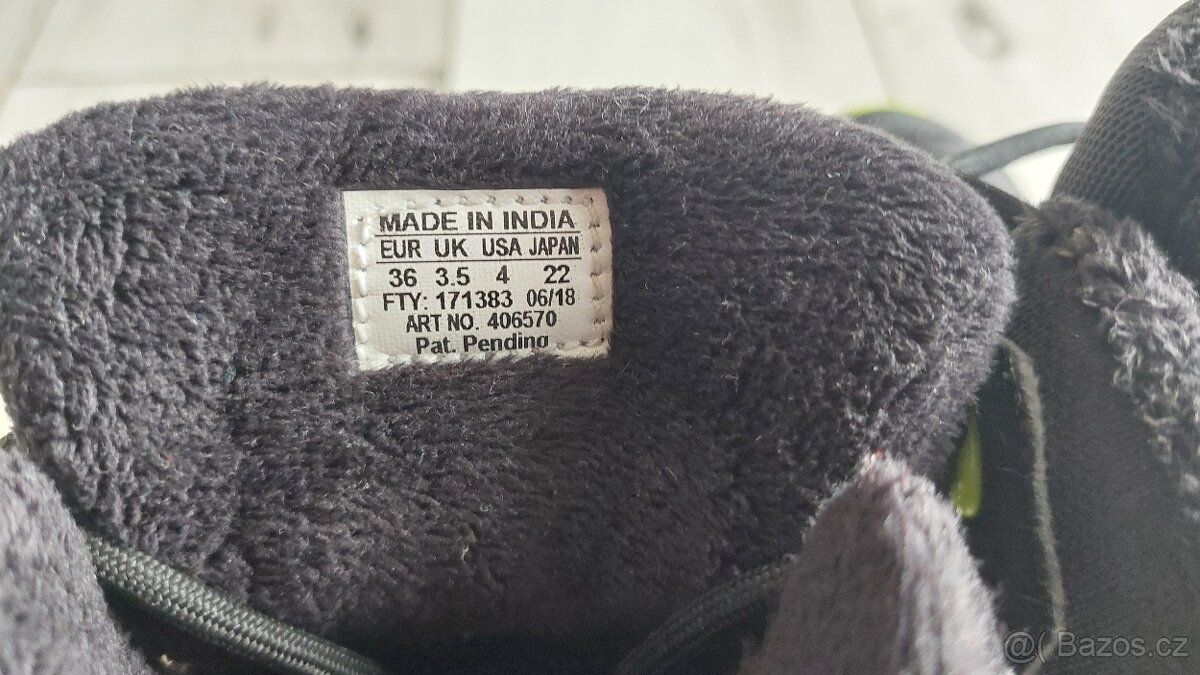 MADE IN INDIA
EUR UK USA JAPAN
36 3.5 4 22
FTY: 171383 06/18
ART NO. 406570
Pat. Pending
@( Bazos.cz